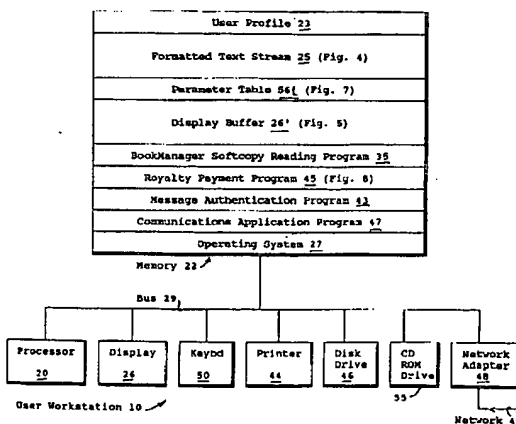 User Profile 23
Formatted Text Stream 25 (Fig. 4)
Parameter Table 56 (Fig. 7)
Display Buffer 26' (Fig. 5)
BookManager Softcopy Reading Program 35
Royalty Payment Program 45 (Fig. 8)
Message Authentication Program 43
Communications Application Program 47
Operating System 27
Memory 22
Bus 29
Processor 20
Display 26
Keybd 50
Printer 44
Disk Drive 46
CD ROM Drive 55
Network Adapter 48
User Workstation 10
Network